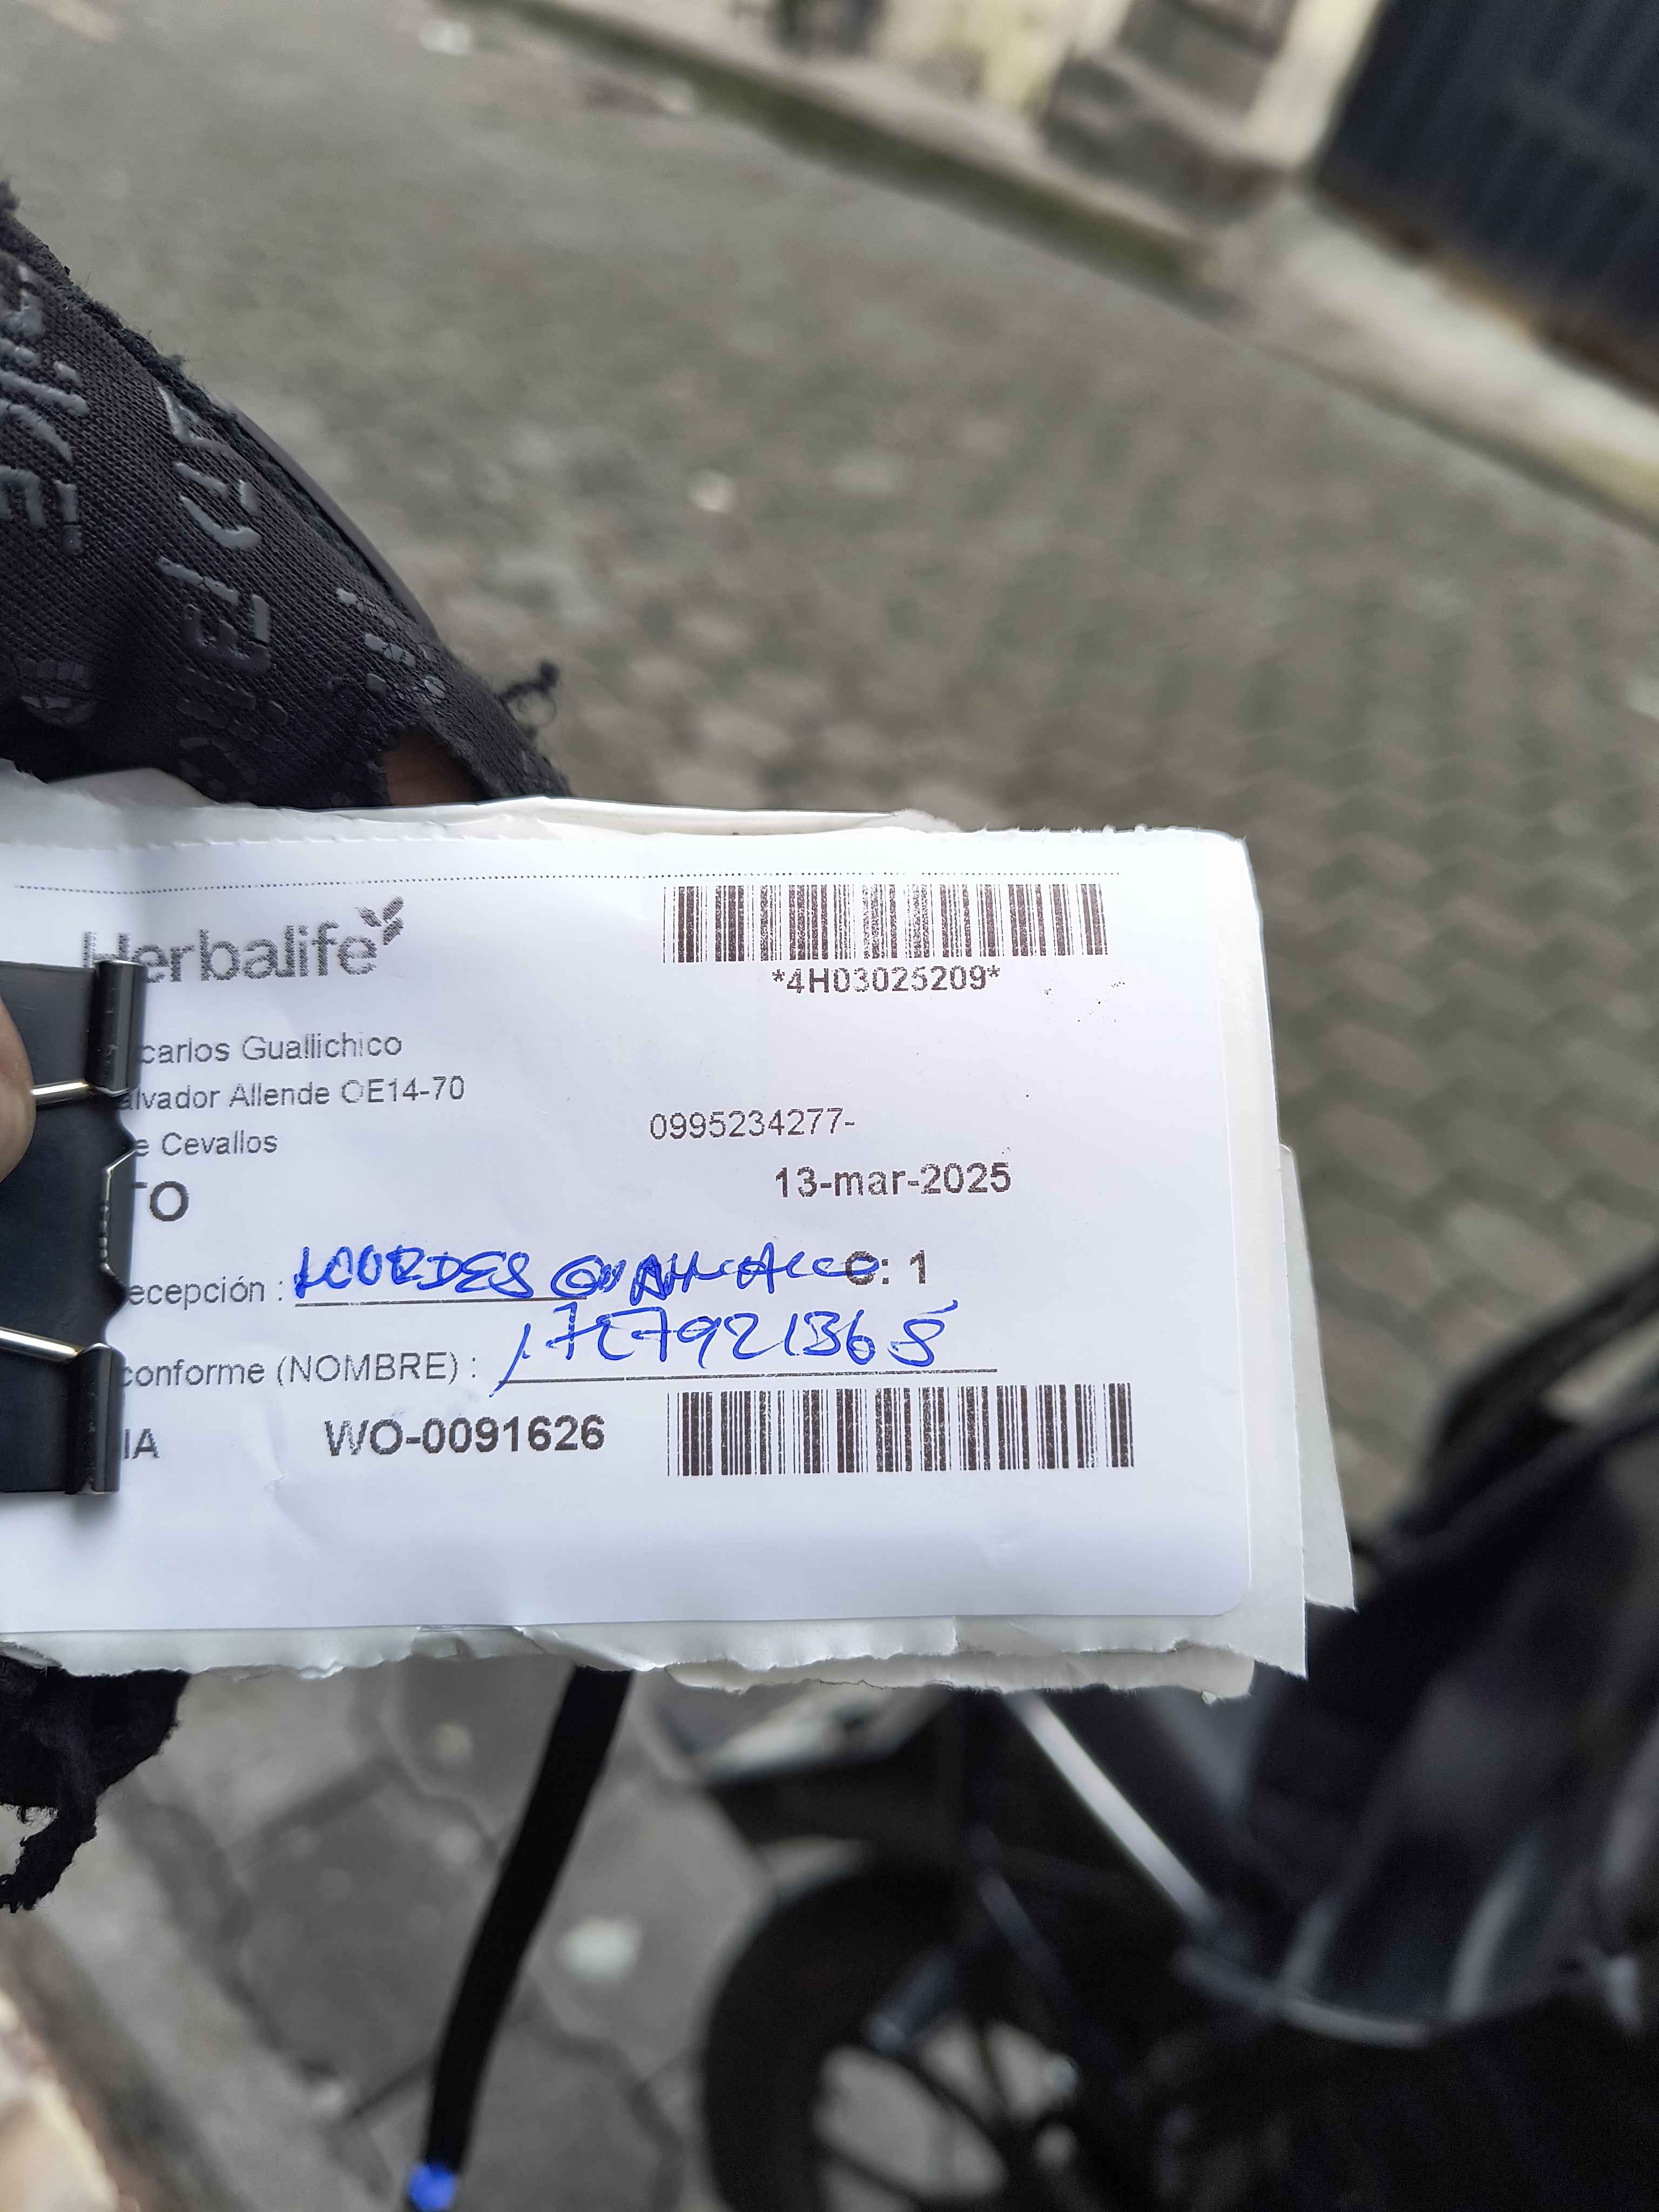 Herbalife
*4H03025209*
carlos Guallichico
alvador Allende OE14-70
0995234277-
e Cevallos
13-mar-2025
TO
ecepción : LOURDES O: 1
conforme (NOMBRE) :
IA WO-0091626